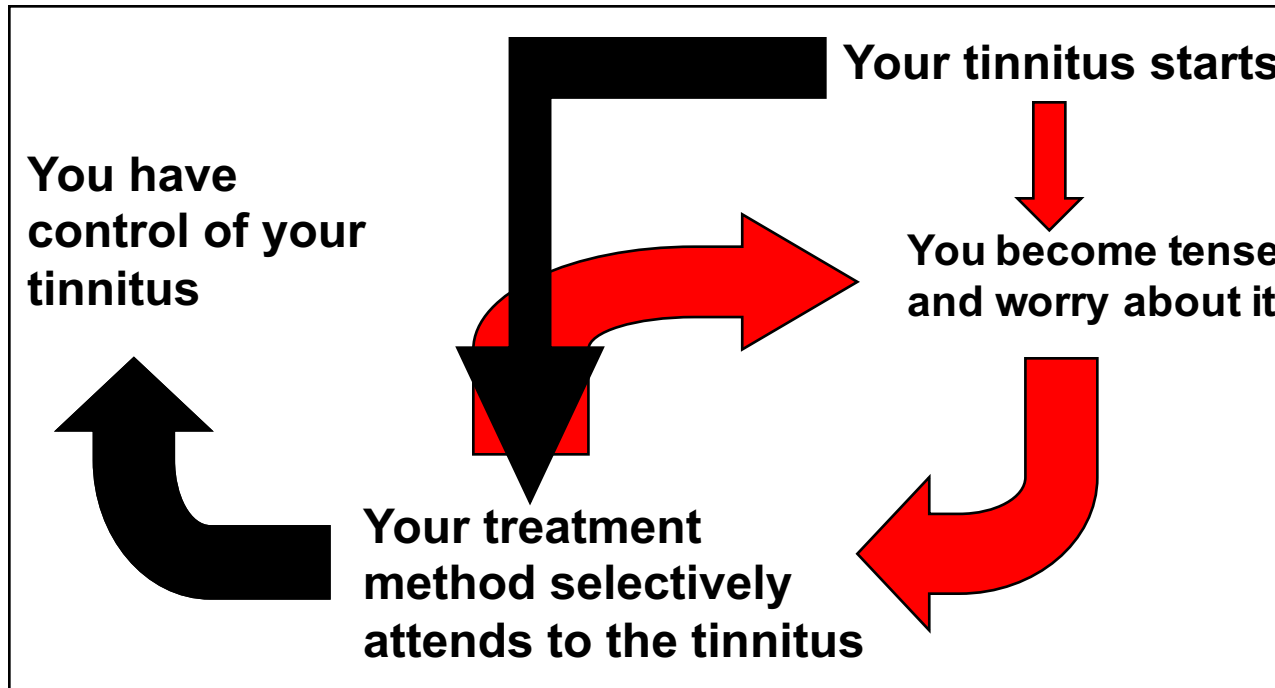 Your tinnitus starts
You have
control of your
tinnitus
You become tense
and worry about it
Your treatment
method selectively
attends to the tinnitus